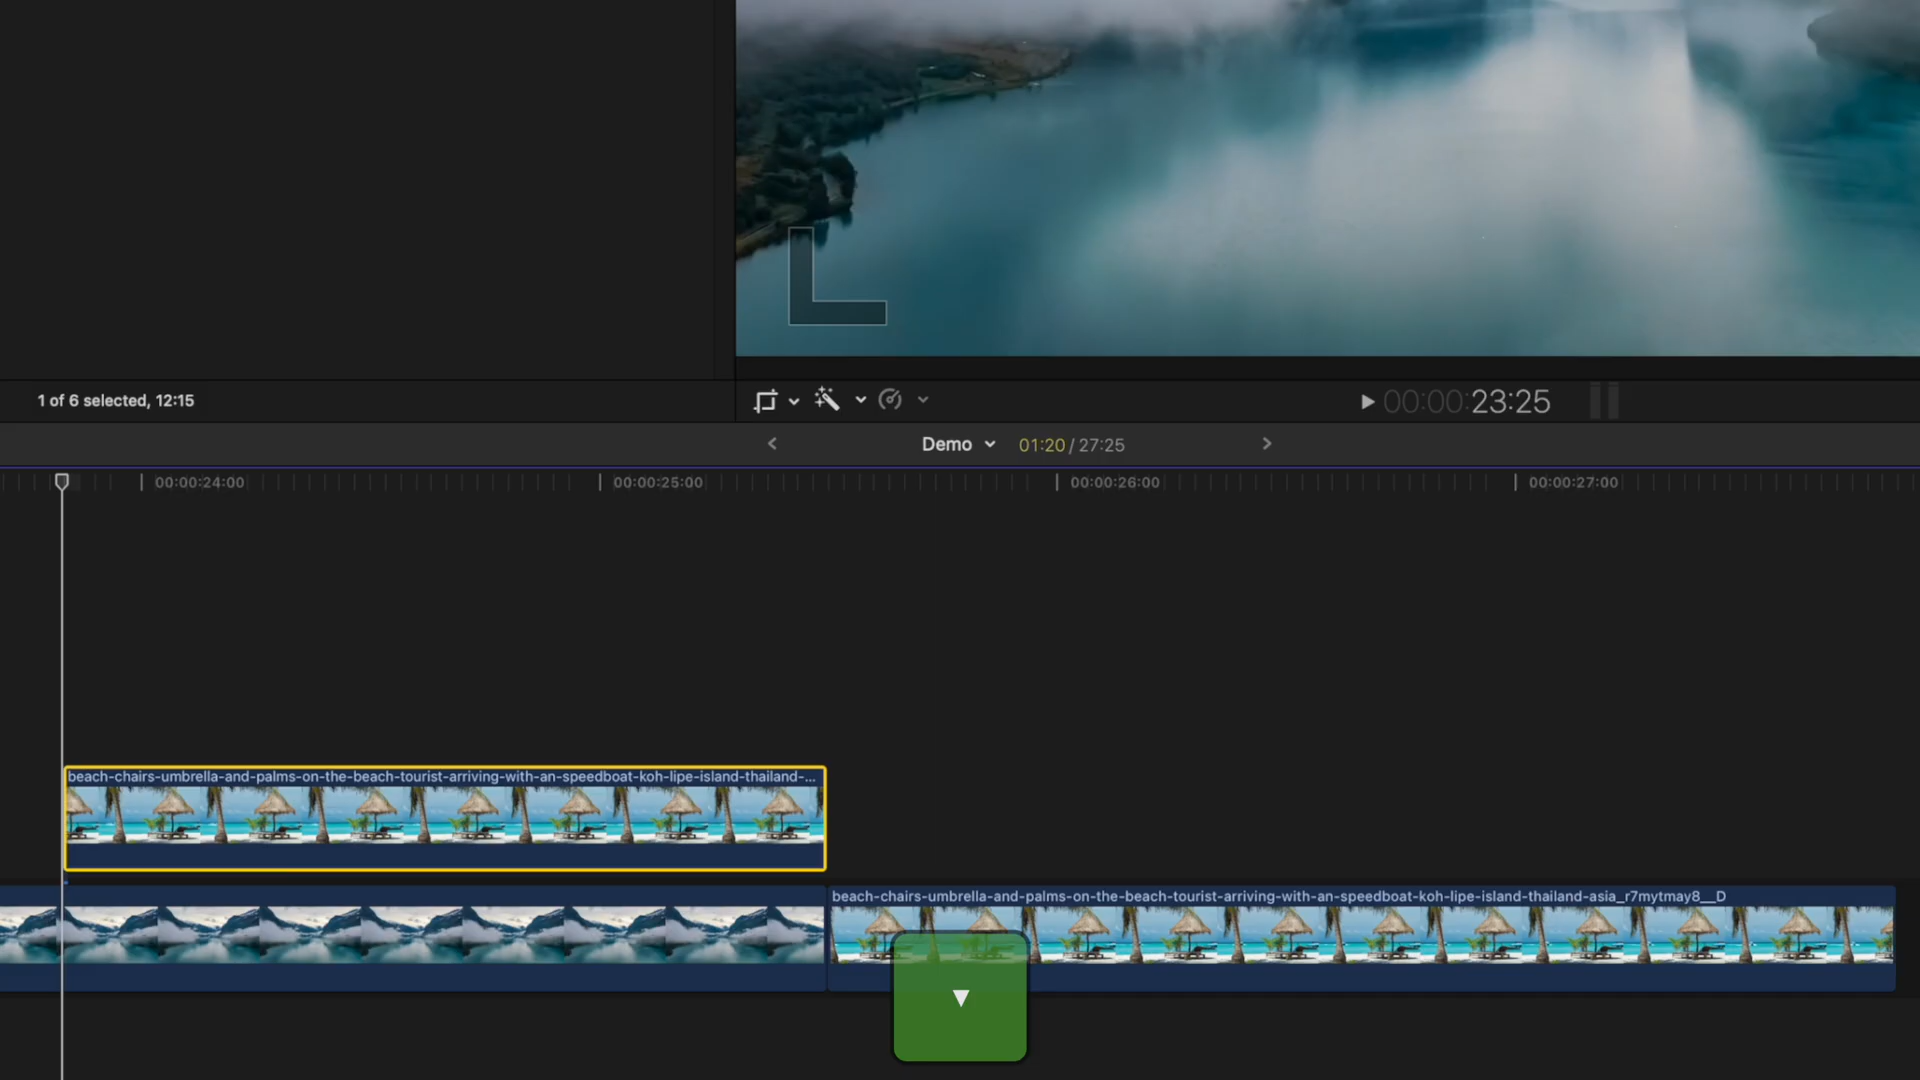 1 of 6 selected, 12:15
00:00:23:25
Demo 01:20 / 27:25
00:00:24:00 00:00:25:00 00:00:26:00 00:00:27:00
beach-chairs-umbrella-and-palms-on-the-beach-tourist-arriving-with-an-speedboat-koh-lipe-island-thailand-...
beach-chairs-umbrella-and-palms-on-the-beach-tourist-arriving-with-an-speedboat-koh-lipe-island-thailand-asia_r7mytmay8__D